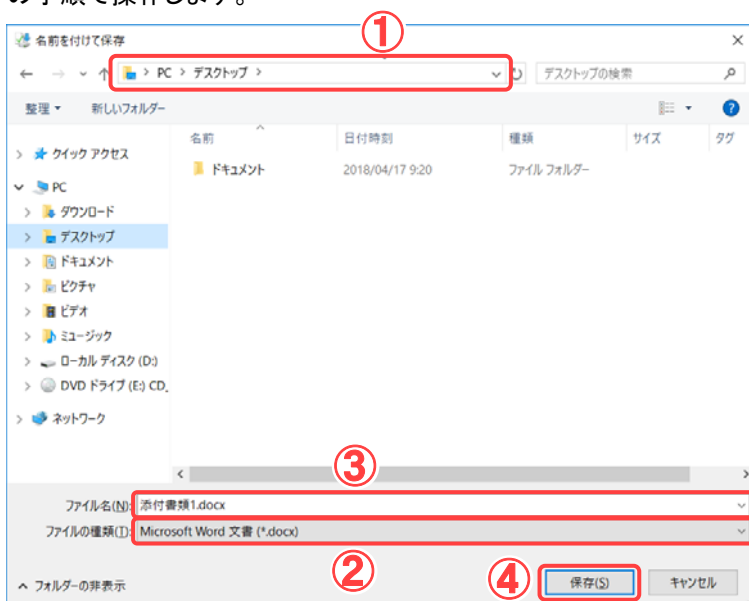 の手順で操作します。
①
名前を付けて保存
PC > デスクトップ >
デスクトップの検索
整理 新しいフォルダー
名前 日付時刻 種類 サイズ タグ
クイック アクセス
ドキュメント 2018/04/17 9:20 ファイル フォルダー
PC
ダウンロード
デスクトップ
ドキュメント
ピクチャ
ビデオ
ミュージック
ローカル ディスク (D:)
DVD ドライブ (E:) CD_
ネットワーク
③
ファイル名(N): 添付書類1.docx
ファイルの種類(T): Microsoft Word 文書 (*.docx)
②
④
フォルダーの非表示 保存(S) キャンセル